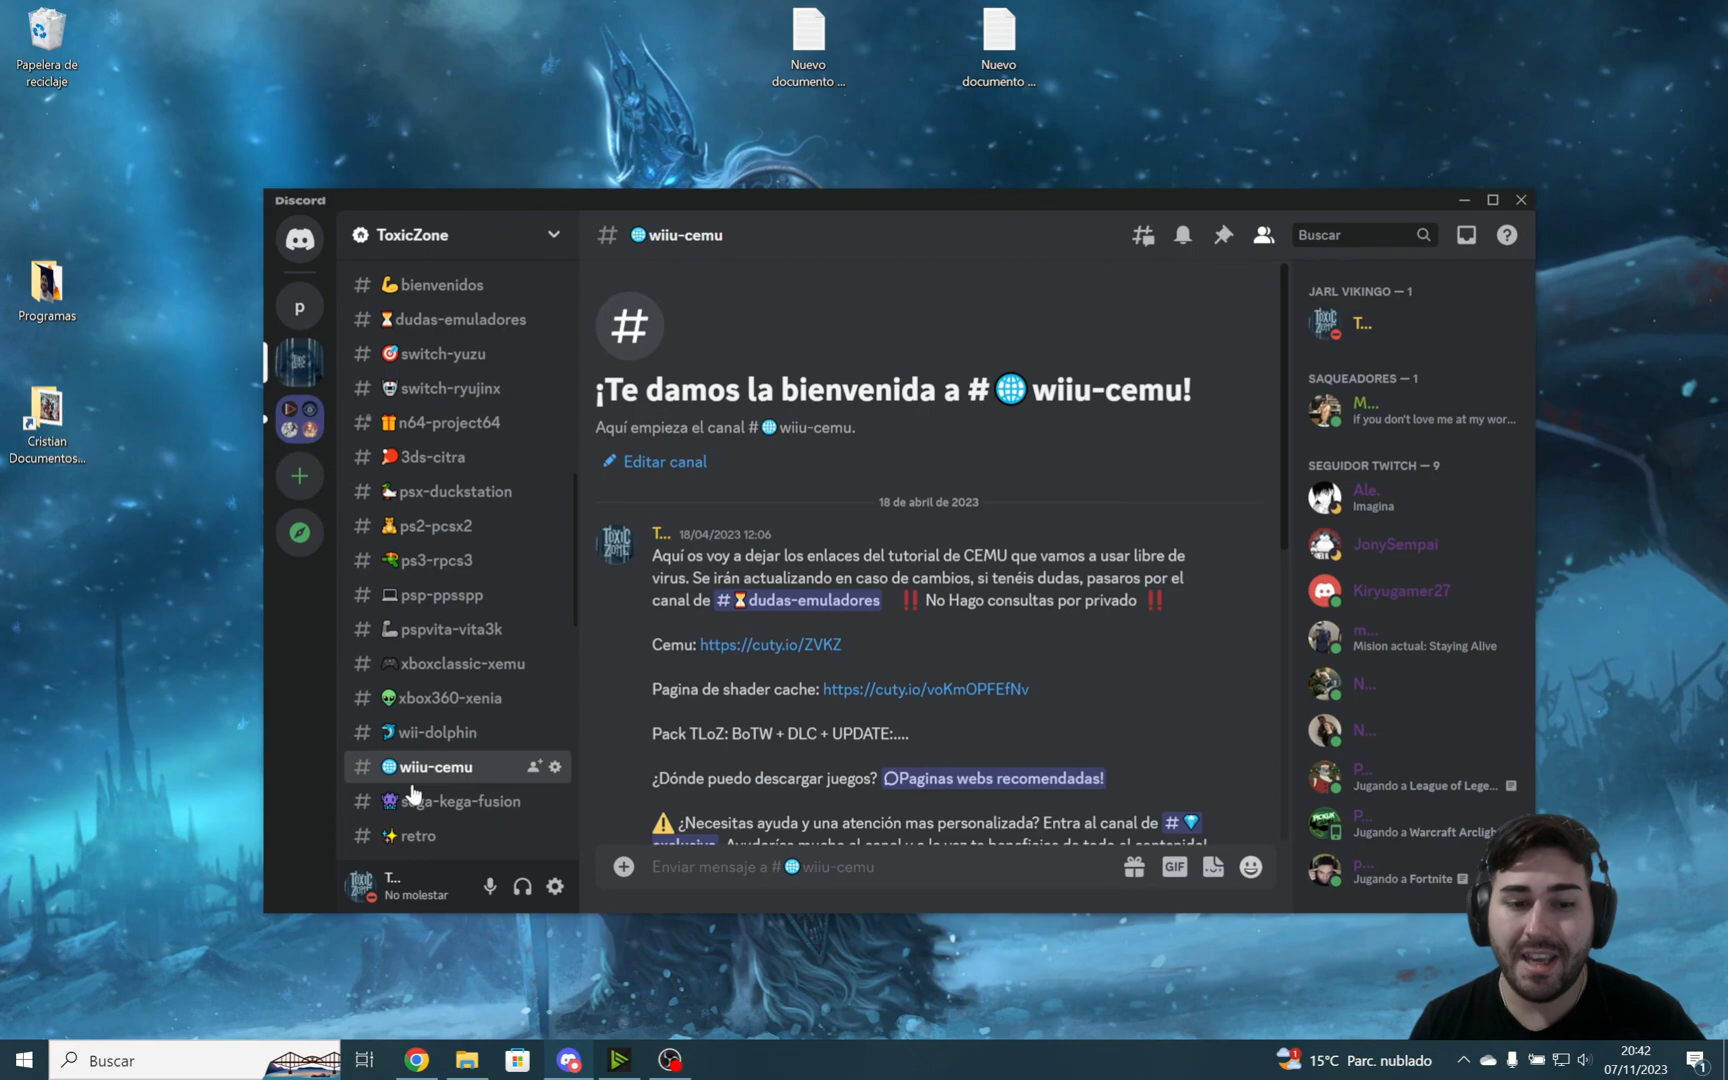 Papelera de
reciclaje
Nuevo
documento ...
Nuevo
documento ...
Programas
Cristian
Documentos...
Discord
ToxicZone
p
# bienvenidos
# dudas-emuladores
# switch-yuzu
# switch-ryujinx
# n64-project64
# 3ds-citra
# psx-duckstation
# ps2-pcsx2
# ps3-rpcs3
# psp-ppsspp
# pspvita-vita3k
# xboxclassic-xemu
# xbox360-xenia
# wii-dolphin
# wiiu-cemu
# sega-kega-fusion
# retro
T...
No molestar
# 🌐wiiu-cemu
Buscar
¡Te damos la bienvenida a #🌐wiiu-cemu!
Aquí empieza el canal #🌐wiiu-cemu.
Editar canal
18 de abril de 2023
T... 18/04/2023 12:06
Aquí os voy a dejar los enlaces del tutorial de CEMU que vamos a usar libre de
virus. Se irán actualizando en caso de cambios, si tenéis dudas, pasaros por el
canal de #⏳dudas-emuladores ‼️ No Hago consultas por privado ‼️
Cemu: https://cuty.io/ZVKZ
Pagina de shader cache: https://cuty.io/voKmOPFEfNv
Pack TLoZ: BoTW + DLC + UPDATE:....
¿Dónde puedo descargar juegos? Paginas webs recomendadas!
⚠️ ¿Necesitas ayuda y una atención mas personalizada? Entra al canal de #💎
Enviar mensaje a #🌐wiiu-cemu
GIF
JARL VIKINGO — 1
T...
SAQUEADORES — 1
M...
If you don't love me at my wor...
SEGUIDOR TWITCH — 9
Ale.
Imagina
JonySempai
Kiryugamer27
m...
Mision actual: Staying Alive
N...
N...
P...
Jugando a League of Lege...
P...
Jugando a Warcraft Arcligh
p...
Jugando a Fortnite
Buscar
15°C Parc. nublado
20:42
07/11/2023
1